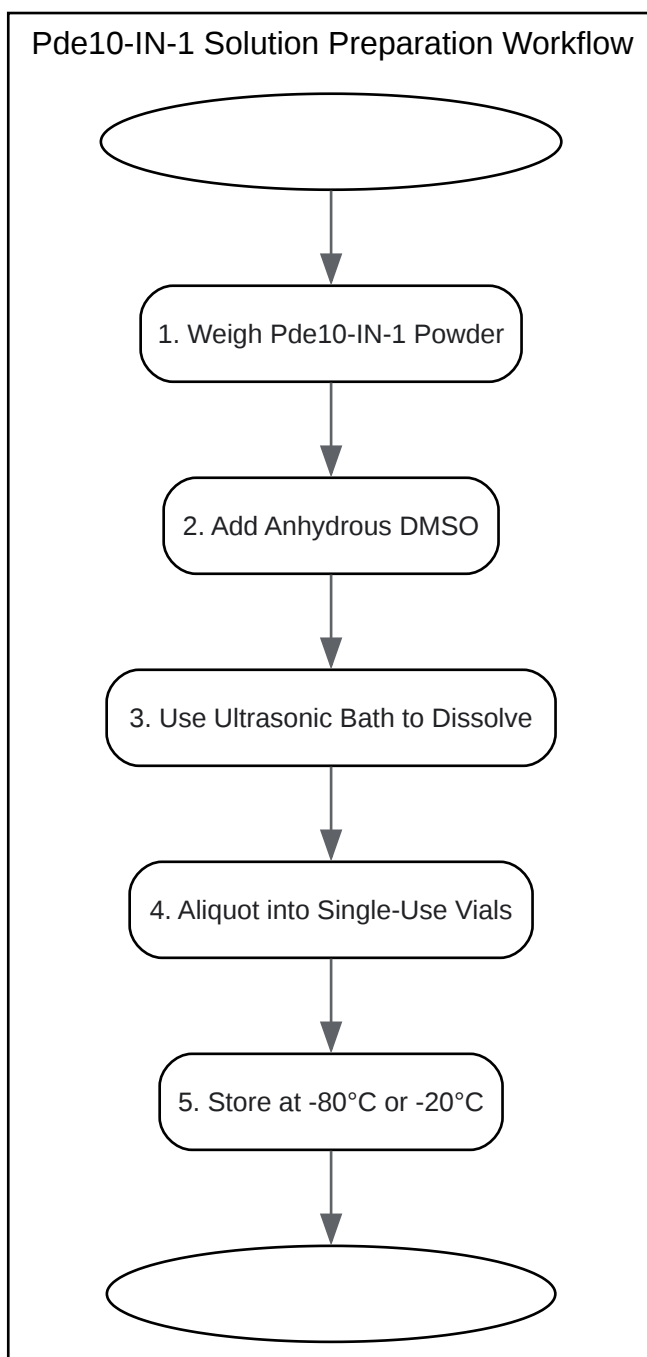 Pde10-IN-1 Solution Preparation Workflow
1. Weigh Pde10-IN-1 Powder
2. Add Anhydrous DMSO
3. Use Ultrasonic Bath to Dissolve
4. Aliquot into Single-Use Vials
5. Store at -80°C or -20°C